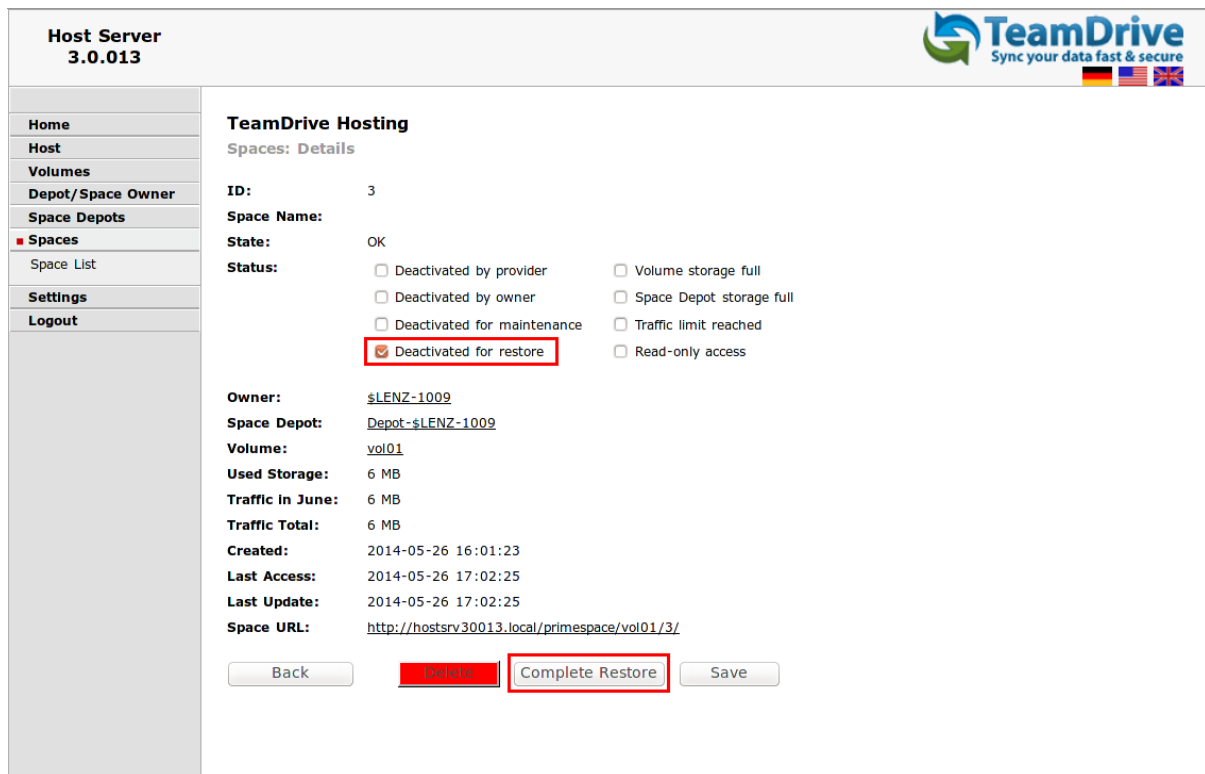 Host Server
3.0.013
TeamDrive
Sync your data fast & secure
Home
Host
Volumes
Depot/Space Owner
Space Depots
Spaces
Space List
Settings
Logout
TeamDrive Hosting
Spaces: Details
ID: 3
Space Name:
State: OK
Status:
Deactivated by provider Volume storage full
Deactivated by owner Space Depot storage full
Deactivated for maintenance Traffic limit reached
Deactivated for restore Read-only access
Owner: $LENZ-1009
Space Depot: Depot-$LENZ-1009
Volume: vol01
Used Storage: 6 MB
Traffic in June: 6 MB
Traffic Total: 6 MB
Created: 2014-05-26 16:01:23
Last Access: 2014-05-26 17:02:25
Last Update: 2014-05-26 17:02:25
Space URL: http://hostsrv30013.local/primespace/vol01/3/
Back Delete Complete Restore Save